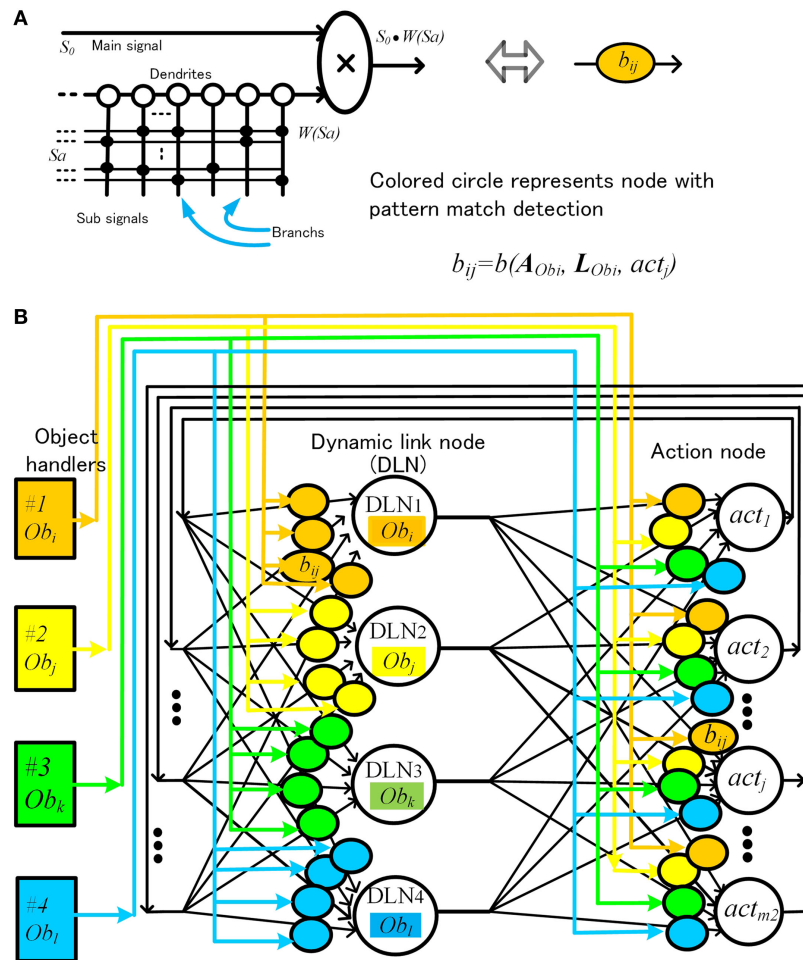 A
S0 Main signal
S0 • W(Sa)
×
bij
Dendrites
W(Sa)
Sa
Sub signals
Branchs
Colored circle represents node with
pattern match detection
bij=b(AObi, LObi, actj)
B
Object
handlers
Dynamic link node
(DLN)
Action node
#1
Obi
DLN1
Obi
act1
bij
#2
Obj
DLN2
Obj
act2
bij
#3
Obk
DLN3
Obk
actj
#4
Obl
DLN4
Obl
actm2